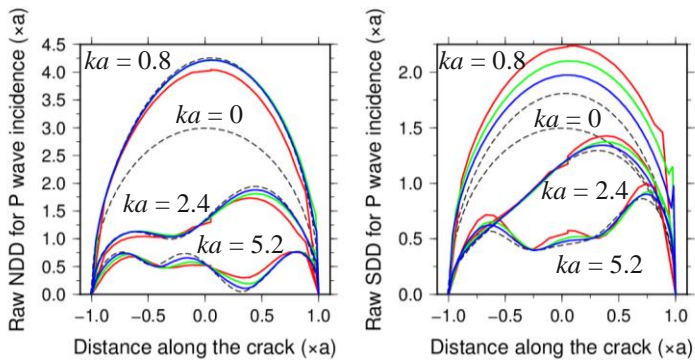 Raw NDD for P wave incidence (×a)
4.5
4.0
3.5
3.0
2.5
2.0
1.5
1.0
0.5
0.0
ka = 0.8
ka = 0
ka = 2.4
ka = 5.2
-1.0 -0.5 0.0 0.5 1.0
Distance along the crack (×a)
Raw SDD for P wave incidence (×a)
2.0
1.5
1.0
0.5
0.0
ka = 0.8
ka = 0
ka = 2.4
ka = 5.2
-1.0 -0.5 0.0 0.5 1.0
Distance along the crack (×a)